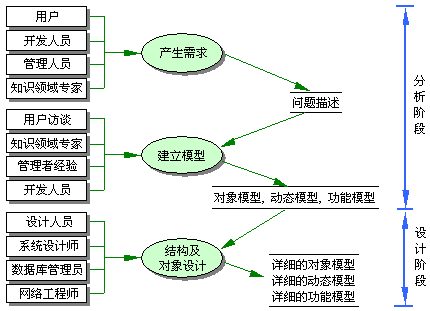 用户
开发人员
管理人员
知识领域专家
产生需求
问题描述
用户访谈
知识领域专家
管理者经验
开发人员
建立模型
对象模型, 动态模型, 功能模型
分析阶段
设计人员
系统设计师
数据库管理员
网络工程师
结构及
对象设计
详细的对象模型
详细的动态模型
详细的功能模型
设计阶段